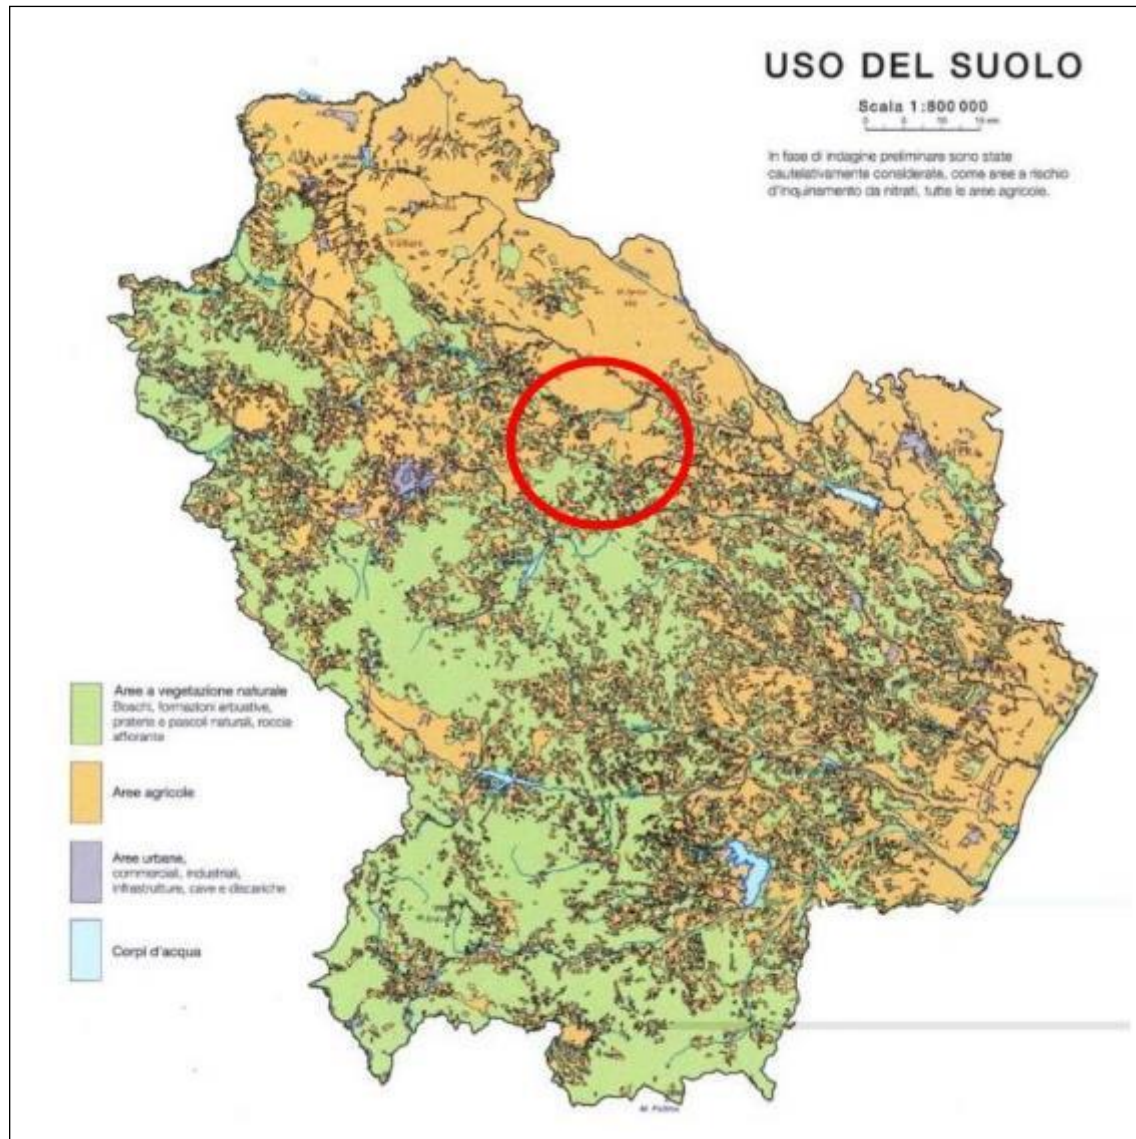 USO DEL SUOLO
Scala 1:800 000
In fase di indagine preliminare sono state
cautelativamente considerate, come aree a rischio
d'inquinamento da nitrati, tutte le aree agricole.
Aree a vegetazione naturale
Boschi, formazioni arbustive,
praterie e pascoli naturali, roccia
affiorante
Aree agricole
Aree urbane,
commerciali, industriali,
infrastrutture, cave e discariche
Corpi d'acqua